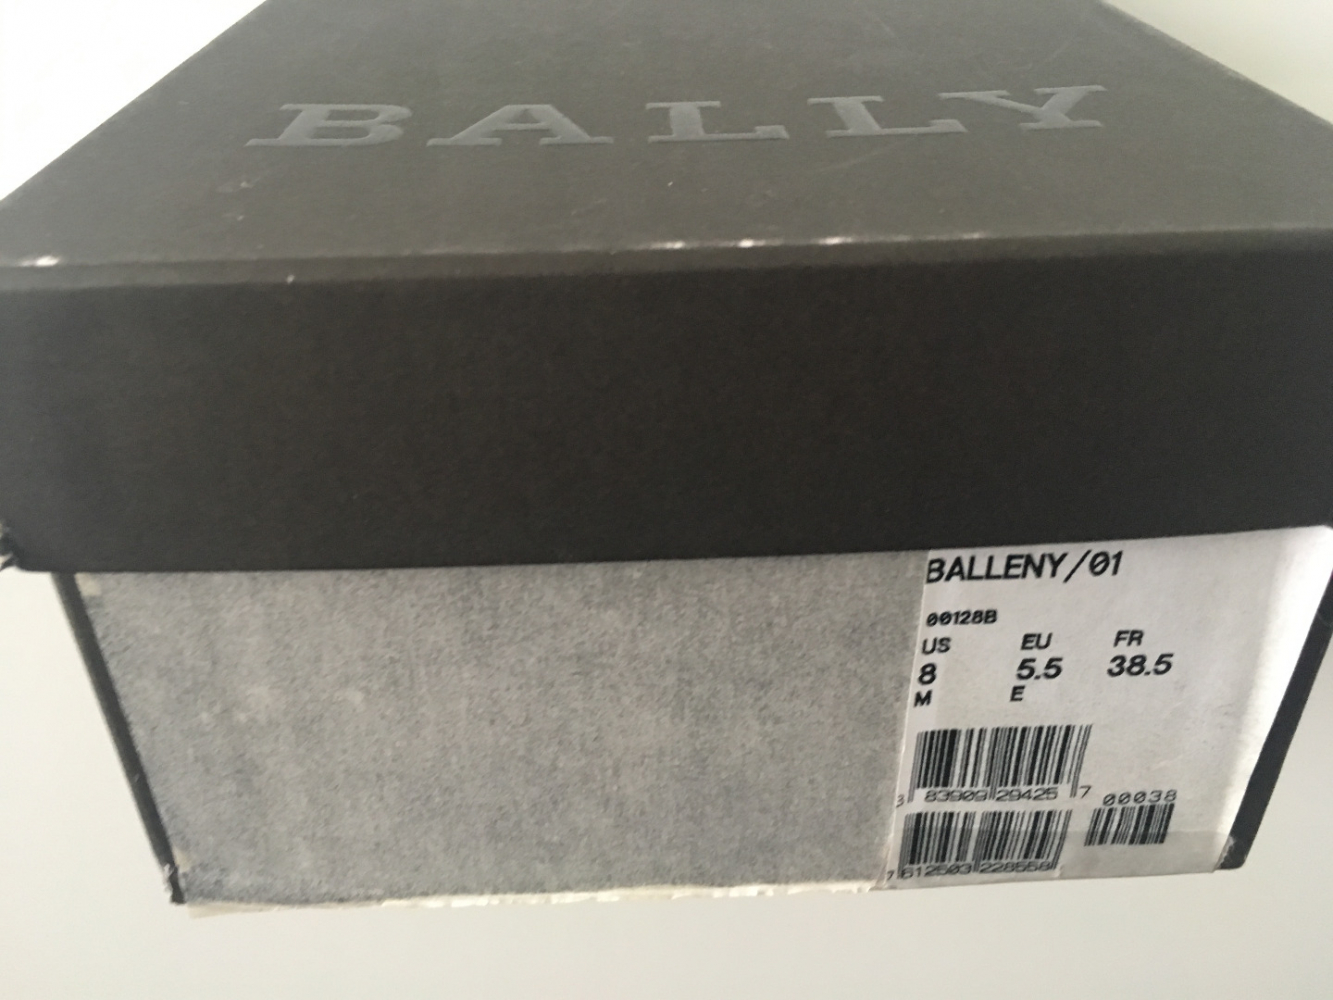 BALLY
BALLENY/01
00128B
US EU FR
8 5.5 38.5
M E
3 83909 29425 7
00038
7 612503 228558